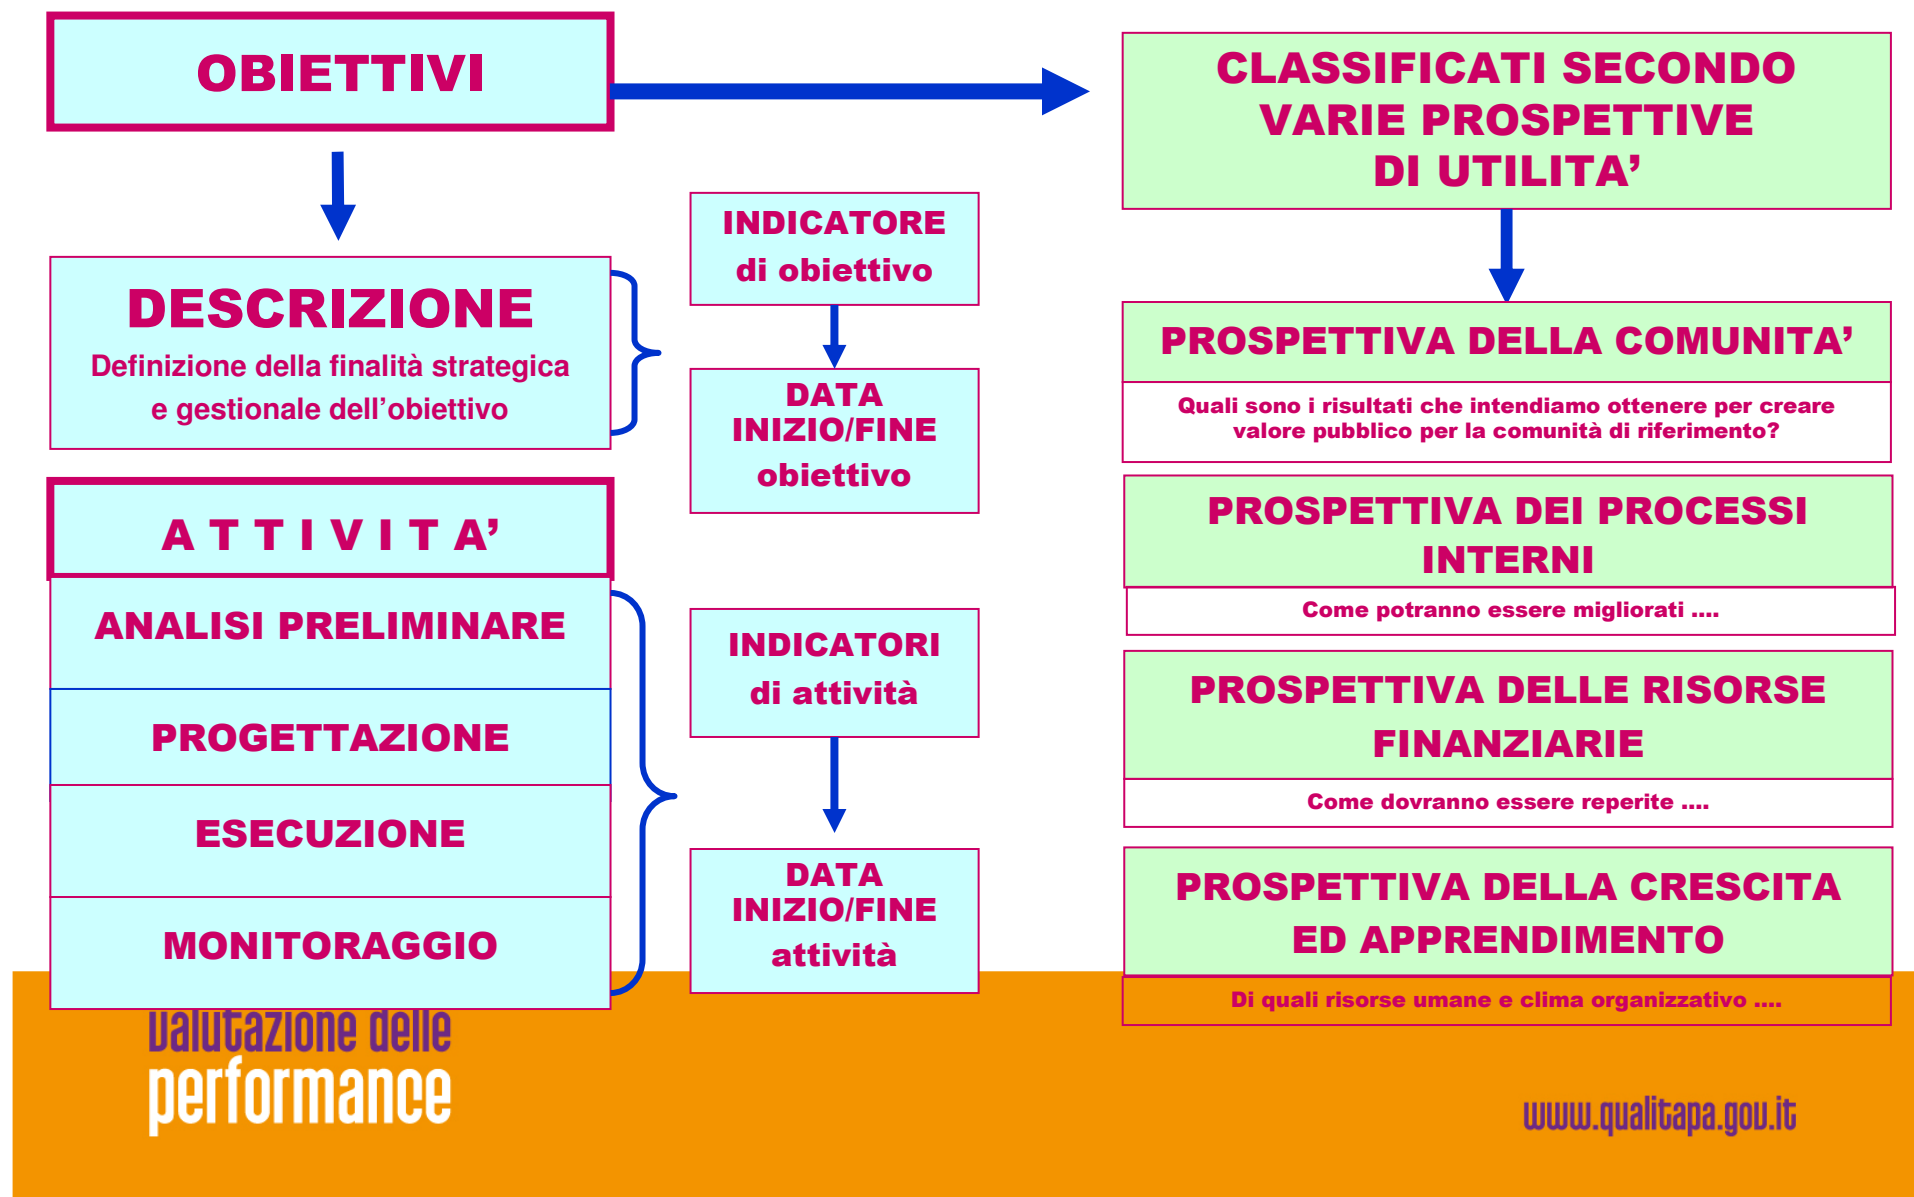 OBIETTIVI
DESCRIZIONE
Definizione della finalità strategica
e gestionale dell’obiettivo
A T T I V I T A’
ANALISI PRELIMINARE
PROGETTAZIONE
ESECUZIONE
MONITORAGGIO
INDICATORE
di obiettivo
DATA
INIZIO/FINE
obiettivo
INDICATORI
di attività
DATA
INIZIO/FINE
attività
CLASSIFICATI SECONDO
VARIE PROSPETTIVE
DI UTILITA’
PROSPETTIVA DELLA COMUNITA’
Quali sono i risultati che intendiamo ottenere per creare
valore pubblico per la comunità di riferimento?
PROSPETTIVA DEI PROCESSI
INTERNI
Come potranno essere migliorati ....
PROSPETTIVA DELLE RISORSE
FINANZIARIE
Come dovranno essere reperite ....
PROSPETTIVA DELLA CRESCITA
ED APPRENDIMENTO
Di quali risorse umane e clima organizzativo ....
valutazione delle
performance
www.qualitapa.gov.it